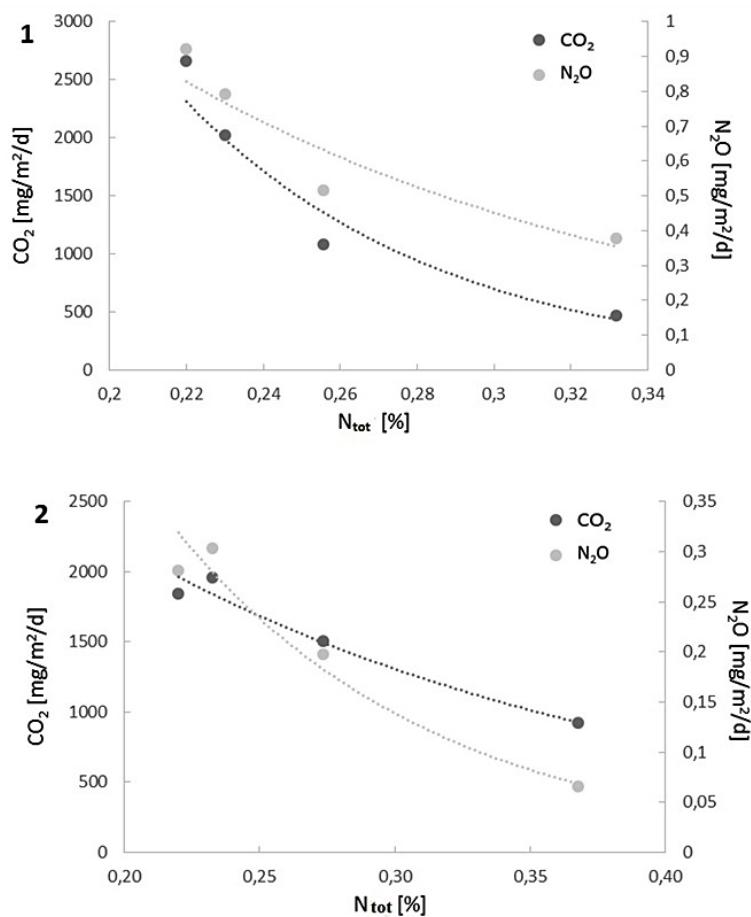 1
CO₂
N₂O
3000
2500
2000
1500
1000
500
0
CO₂ [mg/m²/d]
1
0,9
0,8
0,7
0,6
0,5
0,4
0,3
0,2
0,1
0
N₂O [mg/m²/d]
0,2 0,22 0,24 0,26 0,28 0,3 0,32 0,34
Ntot [%]
2
CO₂
N₂O
2500
2000
1500
1000
500
0
CO₂ [mg/m²/d]
0,35
0,3
0,25
0,2
0,15
0,1
0,05
0
N₂O [mg/m²/d]
0,20 0,25 0,30 0,35 0,40
Ntot [%]